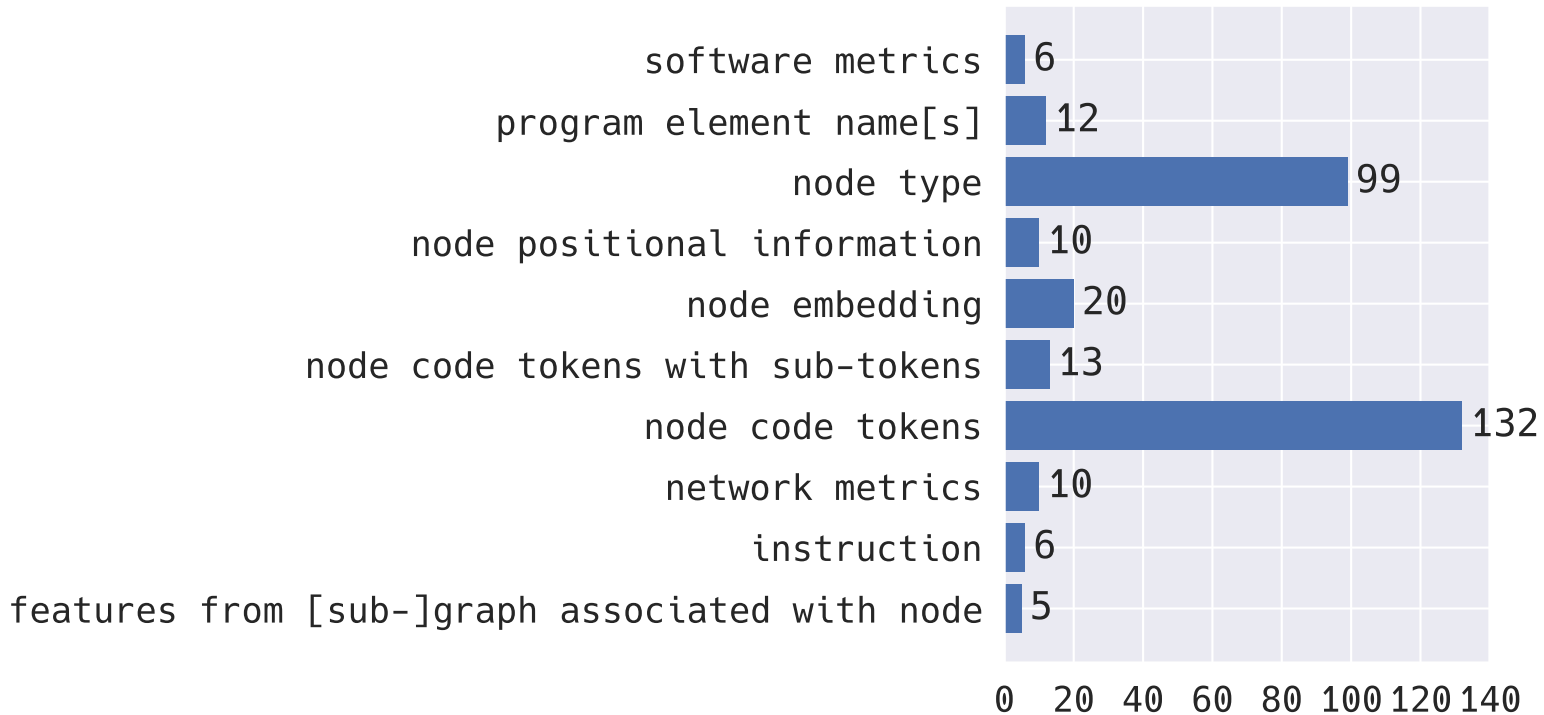 software metrics 6
program element name[s] 12
node type 99
node positional information 10
node embedding 20
node code tokens with sub-tokens 13
node code tokens 132
network metrics 10
instruction 6
features from [sub-]graph associated with node 5
0 20 40 60 80 100 120 140